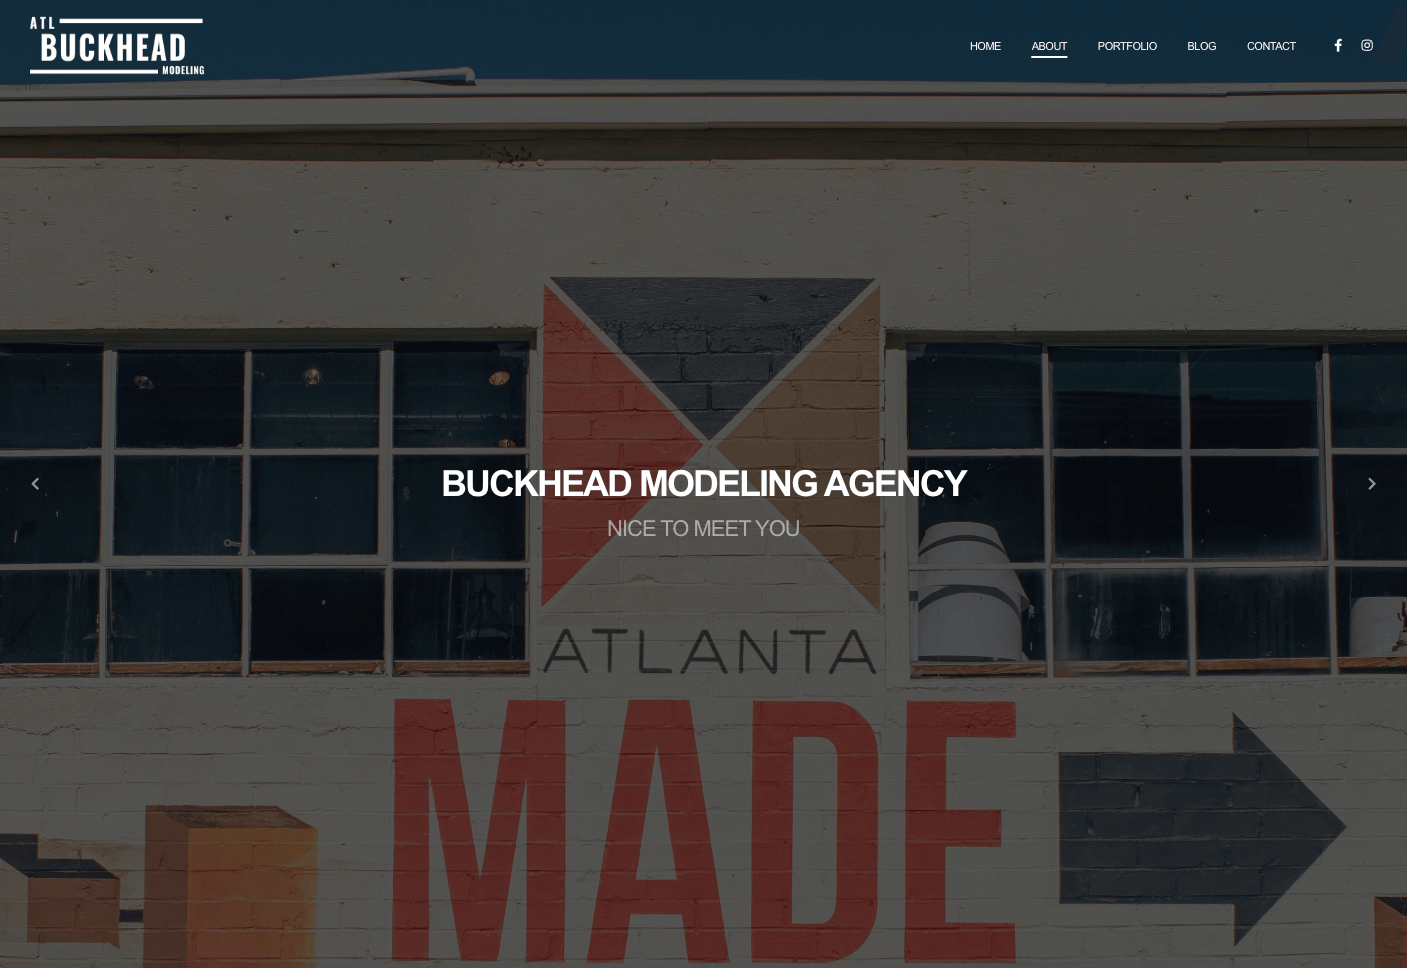 ATL
BUCKHEAD
MODELING
HOME ABOUT PORTFOLIO BLOG CONTACT
BUCKHEAD MODELING AGENCY
NICE TO MEET YOU
ATLANTA
MADE